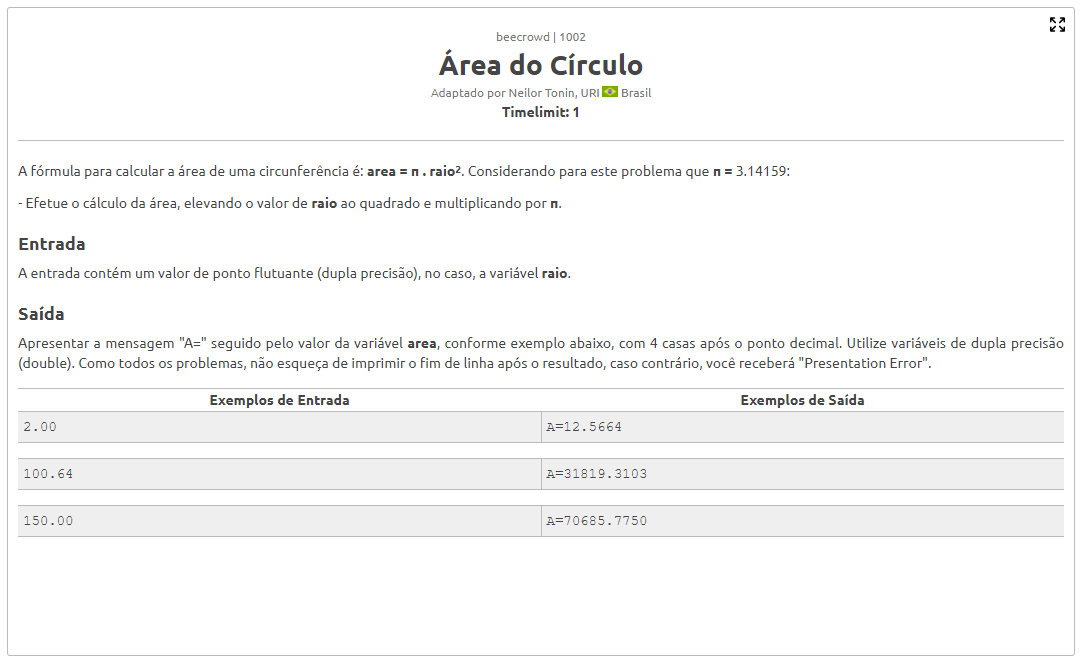 beecrowd | 1002
Área do Círculo
Adaptado por Neilor Tonin, URI Brasil
Timelimit: 1
A fórmula para calcular a área de uma circunferência é: area = n . raio². Considerando para este problema que n = 3.14159:
- Efetue o cálculo da área, elevando o valor de raio ao quadrado e multiplicando por n.
Entrada
A entrada contém um valor de ponto flutuante (dupla precisão), no caso, a variável raio.
Saída
Apresentar a mensagem "A=" seguido pelo valor da variável area, conforme exemplo abaixo, com 4 casas após o ponto decimal. Utilize variáveis de dupla precisão
(double). Como todos os problemas, não esqueça de imprimir o fim de linha após o resultado, caso contrário, você receberá "Presentation Error".
Exemplos de Entrada Exemplos de Saída
2.00 A=12.5664
100.64 A=31819.3103
150.00 A=70685.7750